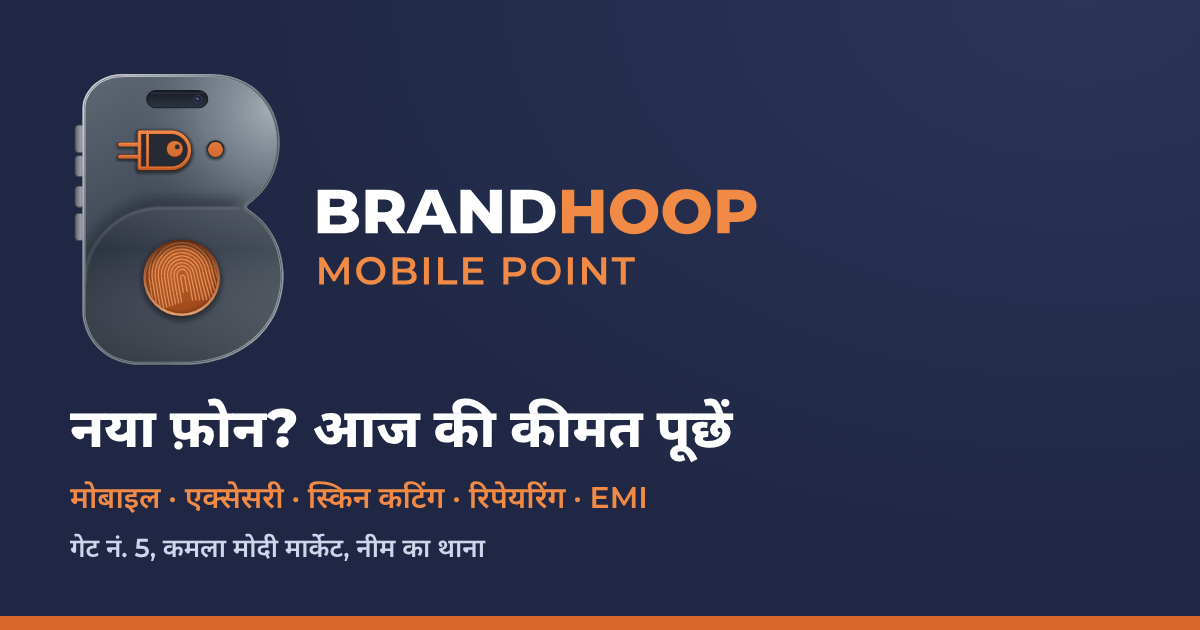 BRANDHOOP
MOBILE POINT
नया फ़ोन? आज की कीमत पूछें
मोबाइल · एक्सेसरी · स्किन कटिंग · रिपेयरिंग · EMI
गेट नं. 5, कमला मोदी मार्केट, नीम का थाना